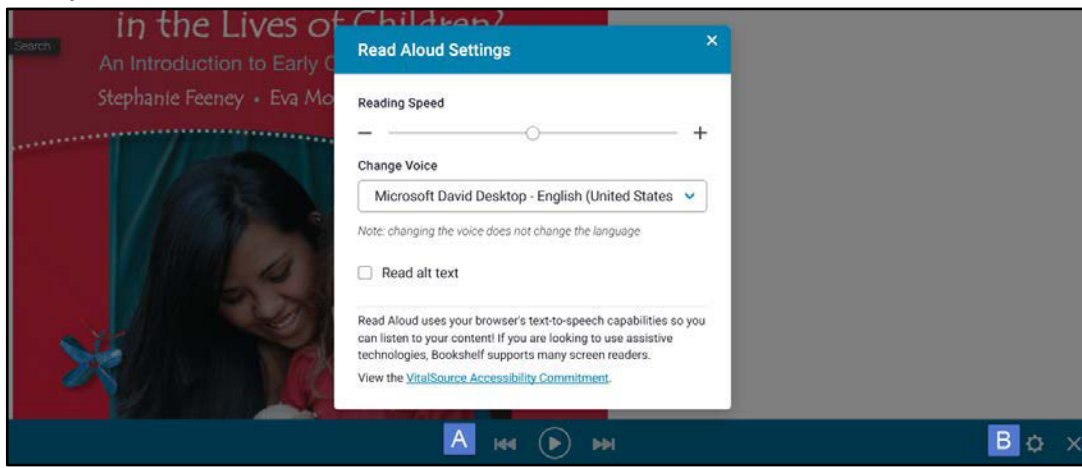 in the Lives of Children?
Search
An Introduction to Early C
Stephanie Feeney • Eva Mo
Read Aloud Settings
Reading Speed
Change Voice
Microsoft David Desktop - English (United States
Note: changing the voice does not change the language
Read alt text
Read Aloud uses your browser's text-to-speech capabilities so you
can listen to your content! If you are looking to use assistive
technologies, Bookshelf supports many screen readers.
View the VitalSource Accessibility Commitment.
A
B